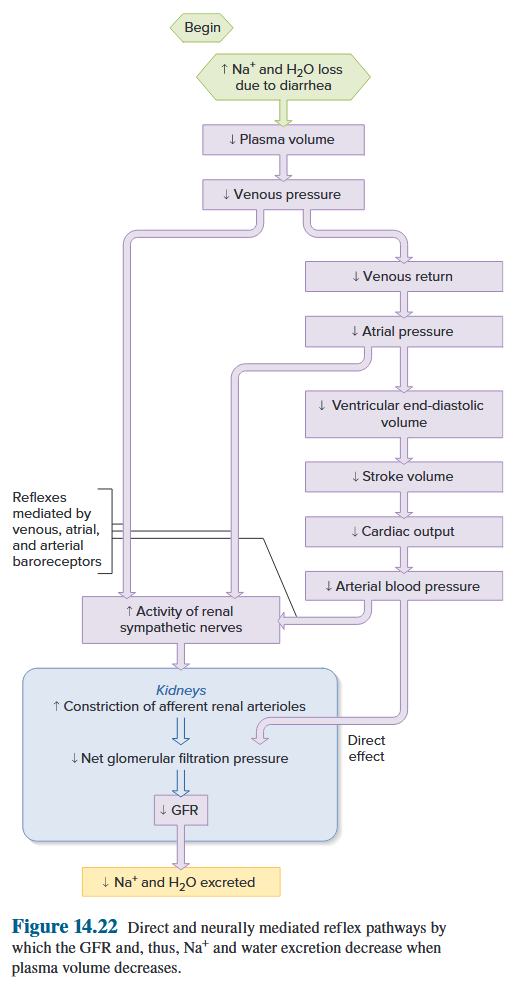 Begin
↑ Na⁺ and H₂O loss
due to diarrhea
↓ Plasma volume
↓ Venous pressure
↓ Venous return
↓ Atrial pressure
↓ Ventricular end-diastolic
volume
↓ Stroke volume
↓ Cardiac output
↓ Arterial blood pressure
Reflexes
mediated by
venous, atrial,
and arterial
baroreceptors
↑ Activity of renal
sympathetic nerves
Kidneys
↑ Constriction of afferent renal arterioles
↓ Net glomerular filtration pressure
Direct
effect
↓ GFR
↓ Na⁺ and H₂O excreted
Figure 14.22 Direct and neurally mediated reflex pathways by
which the GFR and, thus, Na⁺ and water excretion decrease when
plasma volume decreases.